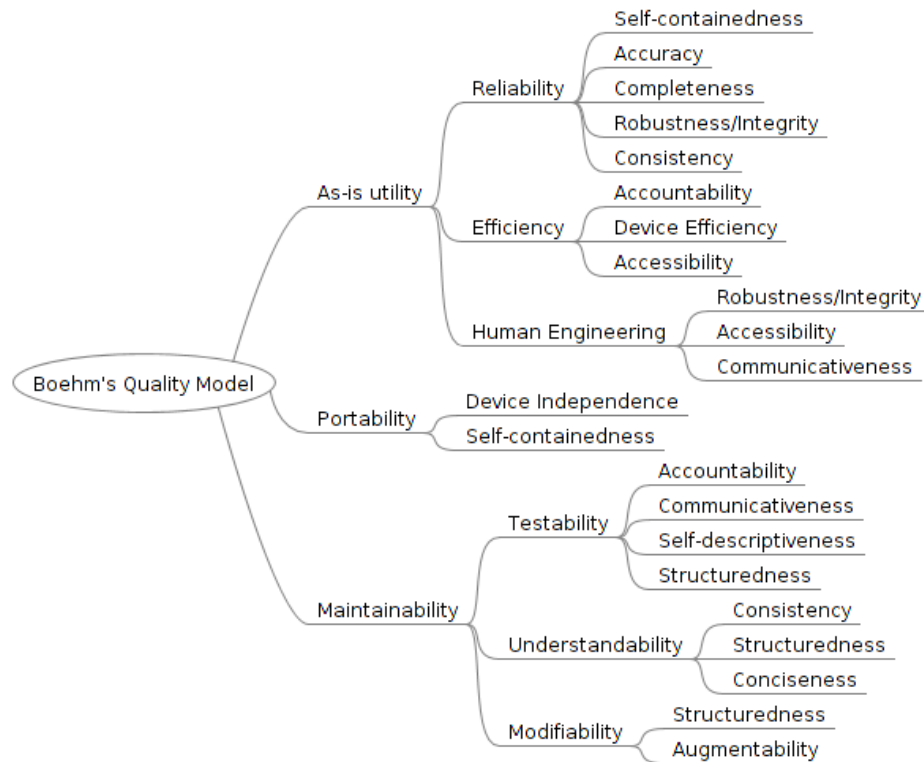 Self-containedness
Accuracy
Reliability
Completeness
Robustness/Integrity
Consistency
As-is utility
Accountability
Efficiency
Device Efficiency
Accessibility
Robustness/Integrity
Human Engineering
Accessibility
Communicativeness
Boehm's Quality Model
Device Independence
Portability
Self-containedness
Accountability
Communicativeness
Testability
Self-descriptiveness
Structuredness
Maintainability
Consistency
Understandability
Structuredness
Conciseness
Structuredness
Modifiability
Augmentability